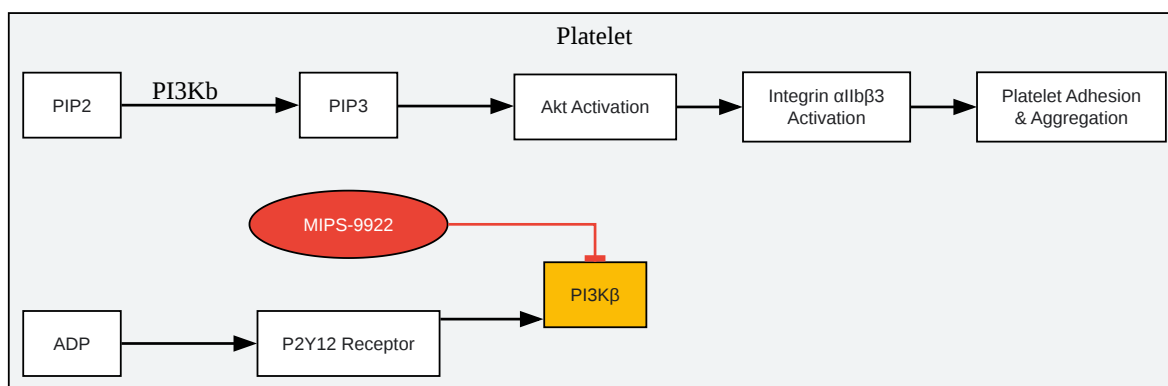 Platelet
PI3Kb
PIP2
PIP3
Akt Activation
Integrin αIIbβ3
Activation
Platelet Adhesion
& Aggregation
MIPS-9922
PI3Kβ
ADP
P2Y12 Receptor